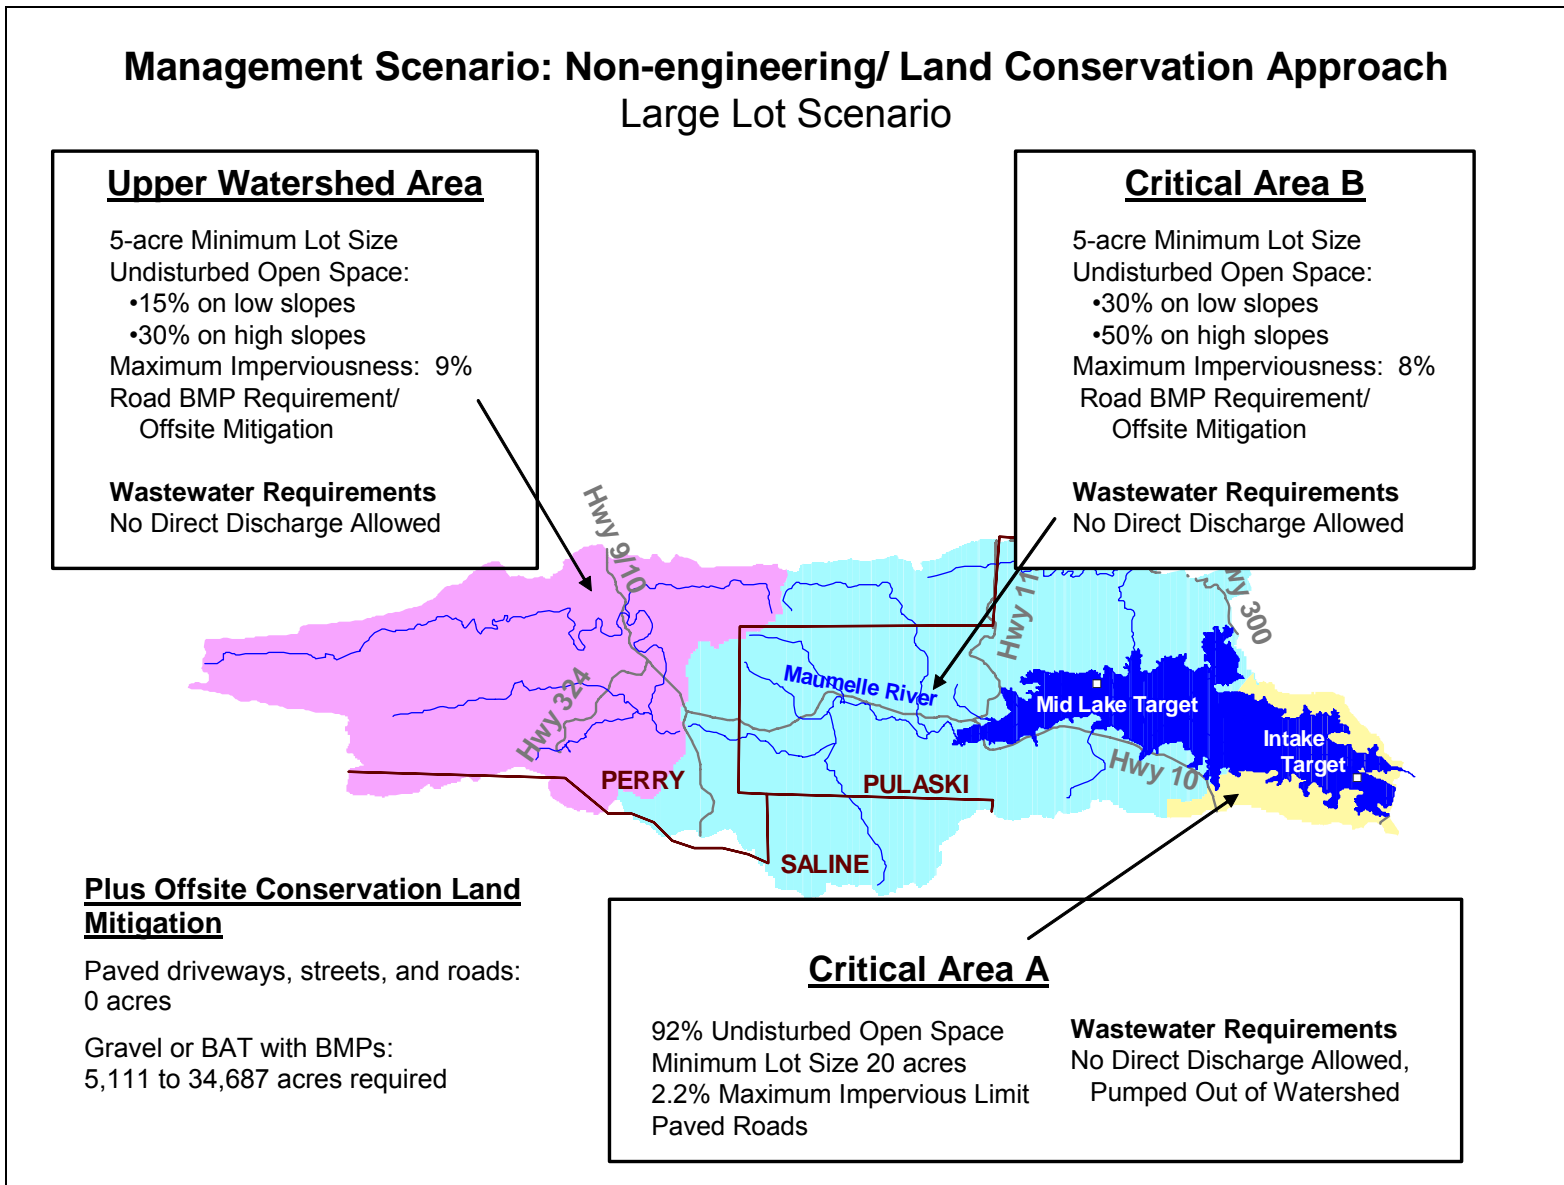 Management Scenario: Non-engineering/ Land Conservation Approach
Large Lot Scenario
Upper Watershed Area
5-acre Minimum Lot Size
Undisturbed Open Space:
•15% on low slopes
•30% on high slopes
Maximum Imperviousness: 9%
Road BMP Requirement/
Offsite Mitigation
Wastewater Requirements
No Direct Discharge Allowed
Critical Area B
5-acre Minimum Lot Size
Undisturbed Open Space:
•30% on low slopes
•50% on high slopes
Maximum Imperviousness: 8%
Road BMP Requirement/
Offsite Mitigation
Wastewater Requirements
No Direct Discharge Allowed
Hwy 9/10
Hwy 11
wy 300
Hwy 324
Maumelle River
Mid Lake Target
Intake
Target
Hwy 10
PERRY
PULASKI
SALINE
Plus Offsite Conservation Land
Mitigation
Paved driveways, streets, and roads:
0 acres
Gravel or BAT with BMPs:
5,111 to 34,687 acres required
Critical Area A
92% Undisturbed Open Space
Minimum Lot Size 20 acres
2.2% Maximum Impervious Limit
Paved Roads
Wastewater Requirements
No Direct Discharge Allowed,
Pumped Out of Watershed